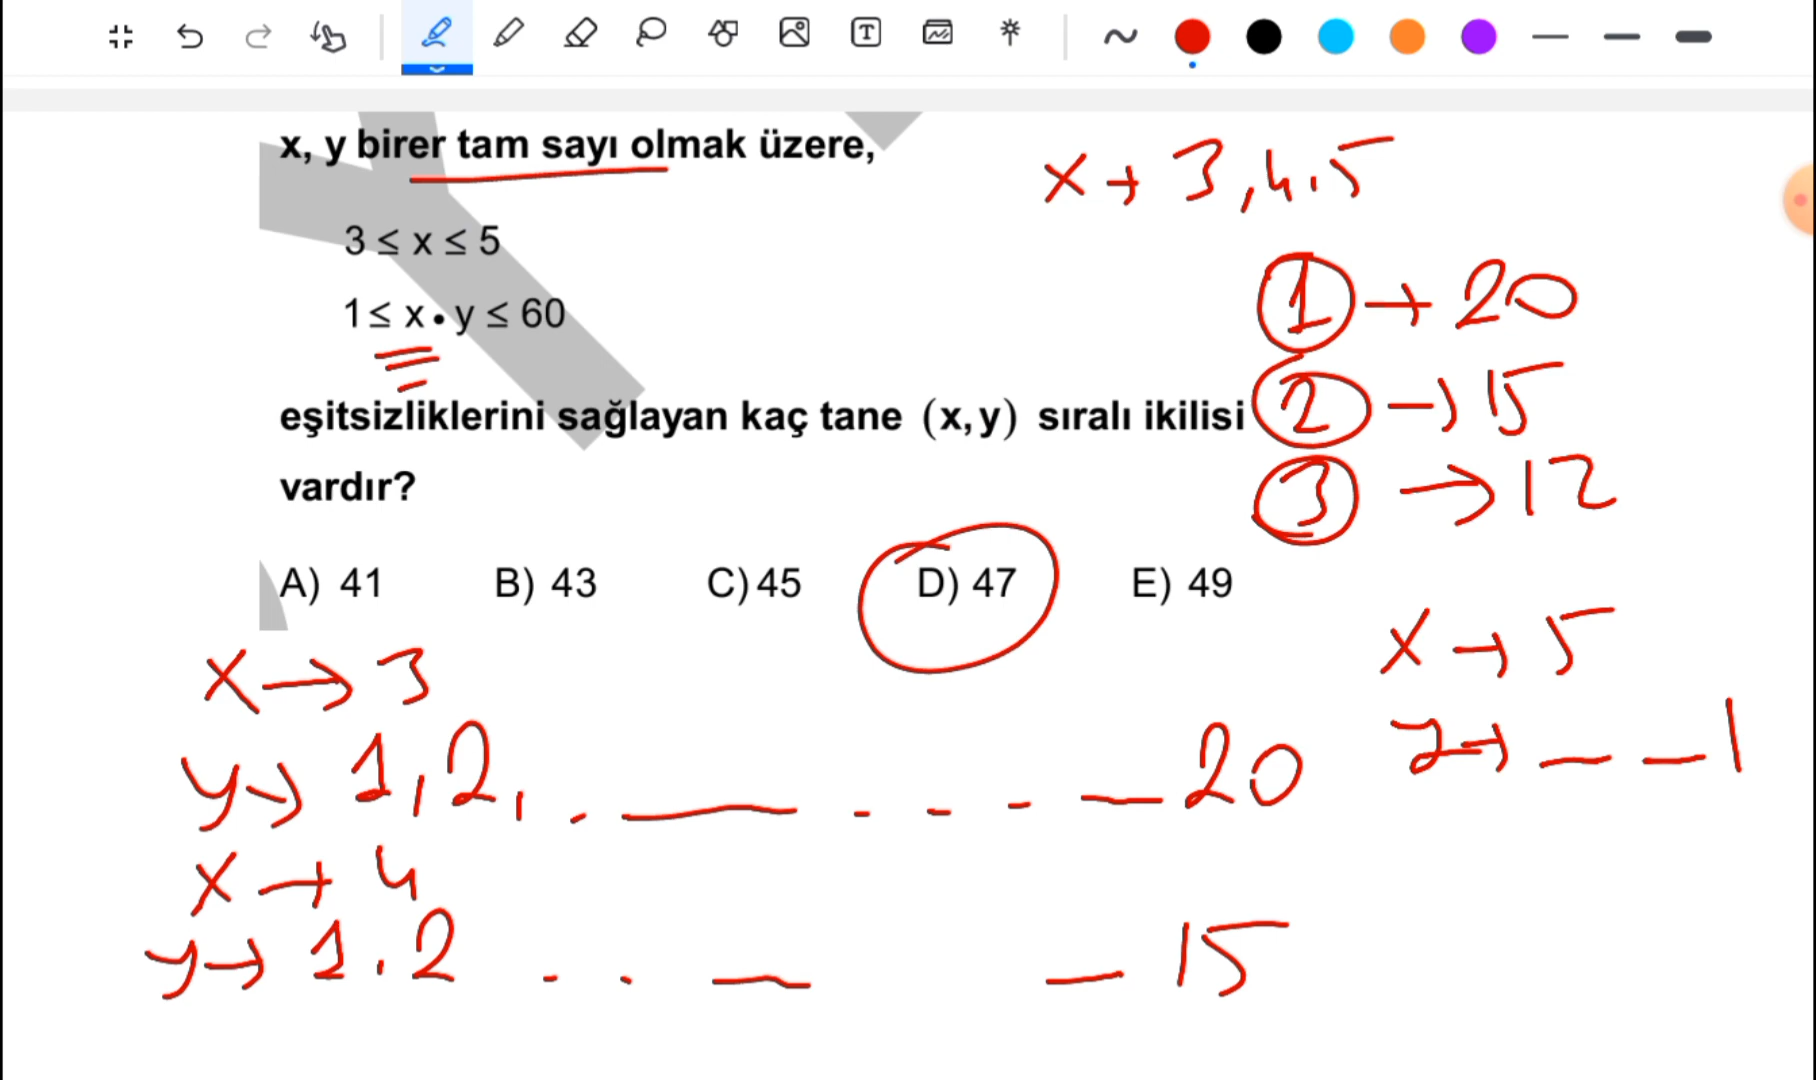 x, y birer tam sayı olmak üzere,
3 ≤ x ≤ 5
1 ≤ x • y ≤ 60
eşitsizliklerini sağlayan kaç tane (x,y) sıralı ikilisi
vardır?
A) 41 B) 43 C) 45 D) 47 E) 49
x → 3,4,5
1 → 20
2 → 15
3 → 12
x → 3
y → 1, 2, . — - - - — 20
x → 4
y → 1.2 . . — — 15
x → 5
y → — — 1